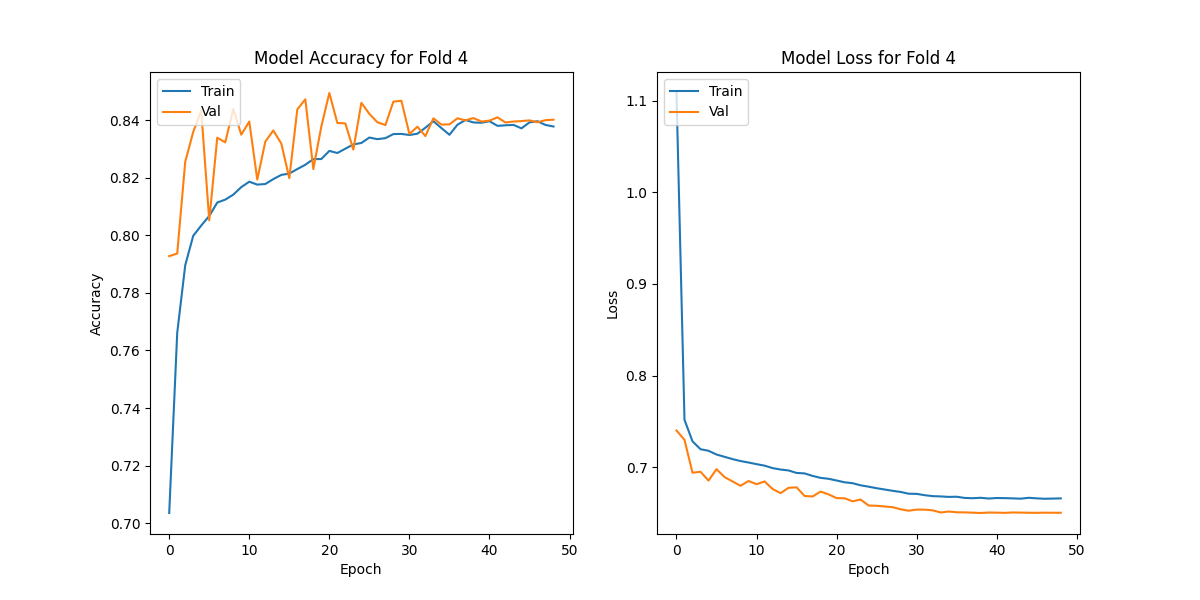 Model Accuracy for Fold 4
Train
Val
0.84
0.82
0.80
0.78
0.76
0.74
0.72
0.70
Accuracy
0 10 20 30 40 50
Epoch
Model Loss for Fold 4
Train
Val
1.1
1.0
0.9
0.8
0.7
Loss
0 10 20 30 40 50
Epoch